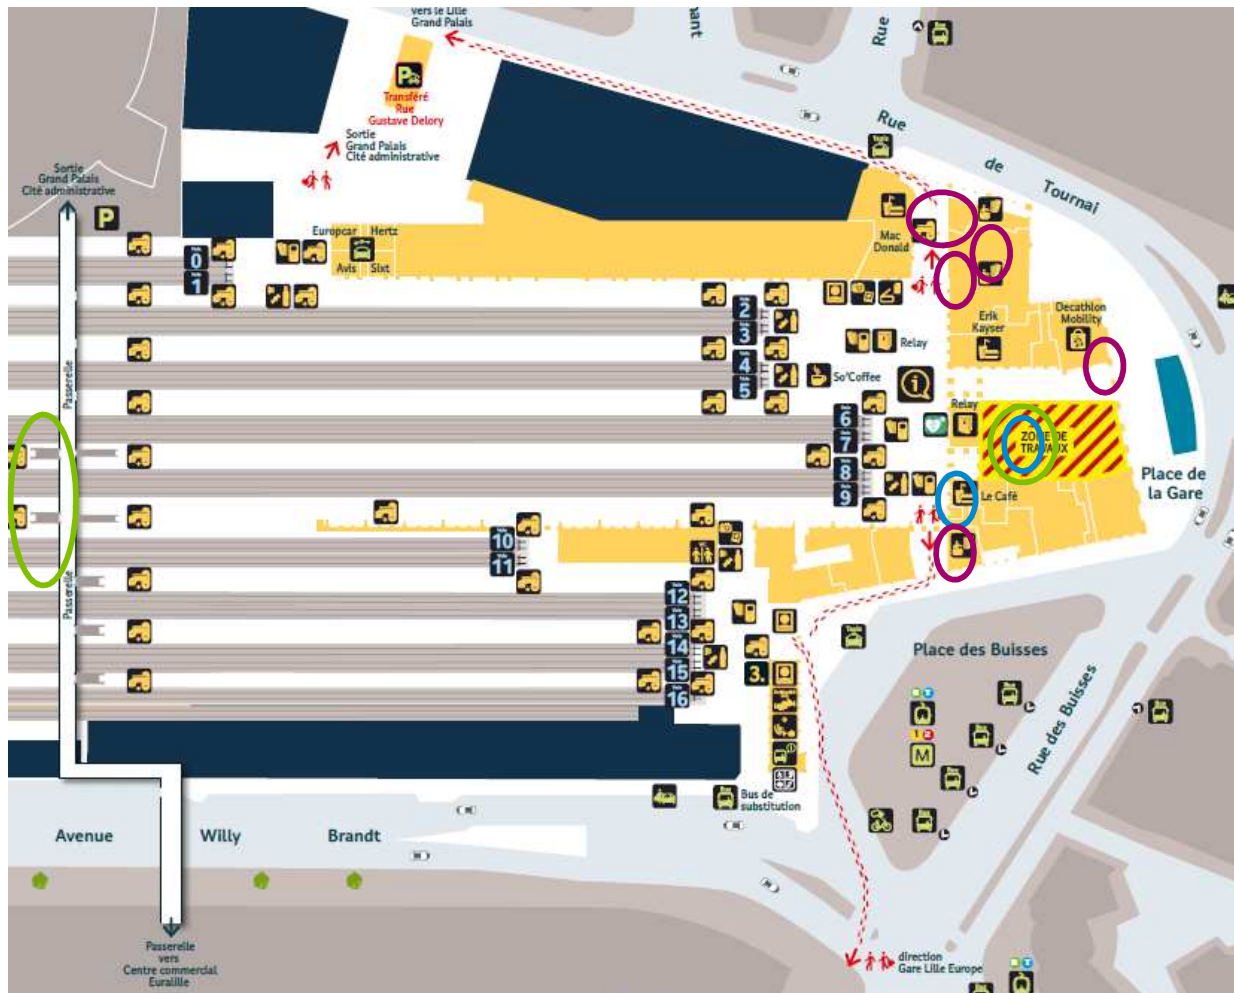 vers le Lille
Grand Palais
Rue
Transféré
Rue
Gustave Delory
Sortie
Grand Palais
Cité administrative
Rue
de
Tournai
Sortie
Grand Palais
Cité administrative
P
Europcar
Hertz
Avis
Sixt
Mac
Donald
0
1
2
3
4
5
6
7
8
9
10
11
12
13
14
15
16
Erik
Kayser
Decathlon
Mobility
Relay
So'Coffee
Relay
ZONE DE
TRAVAUX
Le Café
Place de
la Gare
Passerelle
Passerelle
3.
Place des Buisses
Rue des Buisses
1 2
M
Bus de
substitution
Avenue
Willy
Brandt
Passerelle
vers
Centre commercial
Euralille
direction
Gare Lille Europe